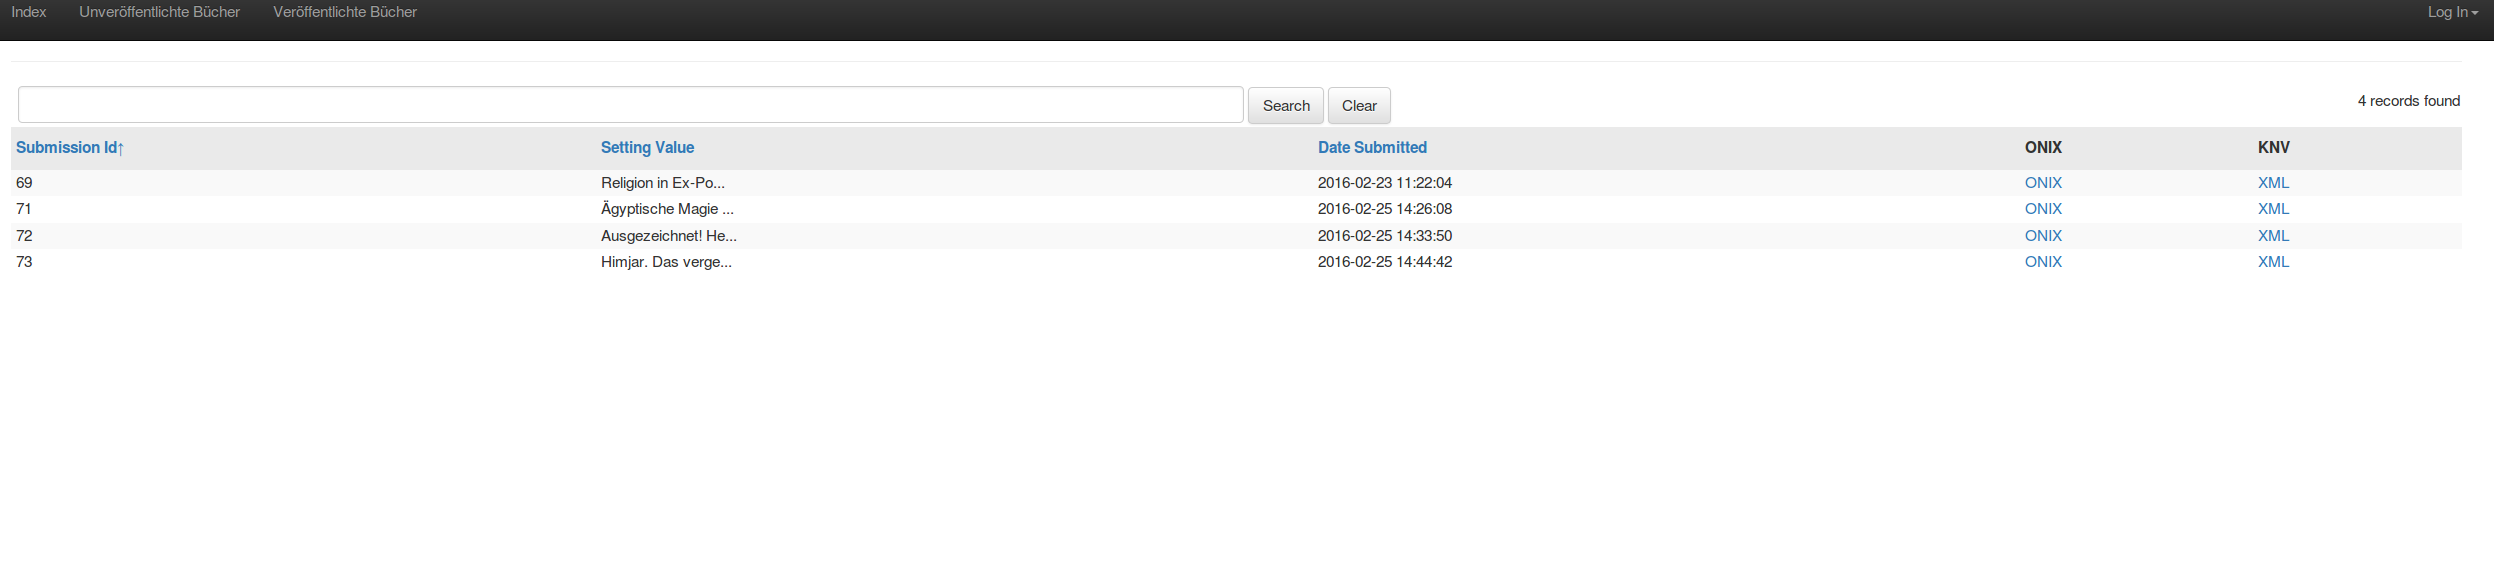 Index Unveröffentlichte Bücher Veröffentlichte Bücher Log In
Search Clear 4 records found
Submission Id↑ Setting Value Date Submitted ONIX KNV
69 Religion in Ex-Po... 2016-02-23 11:22:04 ONIX XML
71 Ägyptische Magie ... 2016-02-25 14:26:08 ONIX XML
72 Ausgezeichnet! He... 2016-02-25 14:33:50 ONIX XML
73 Himjar. Das verge... 2016-02-25 14:44:42 ONIX XML